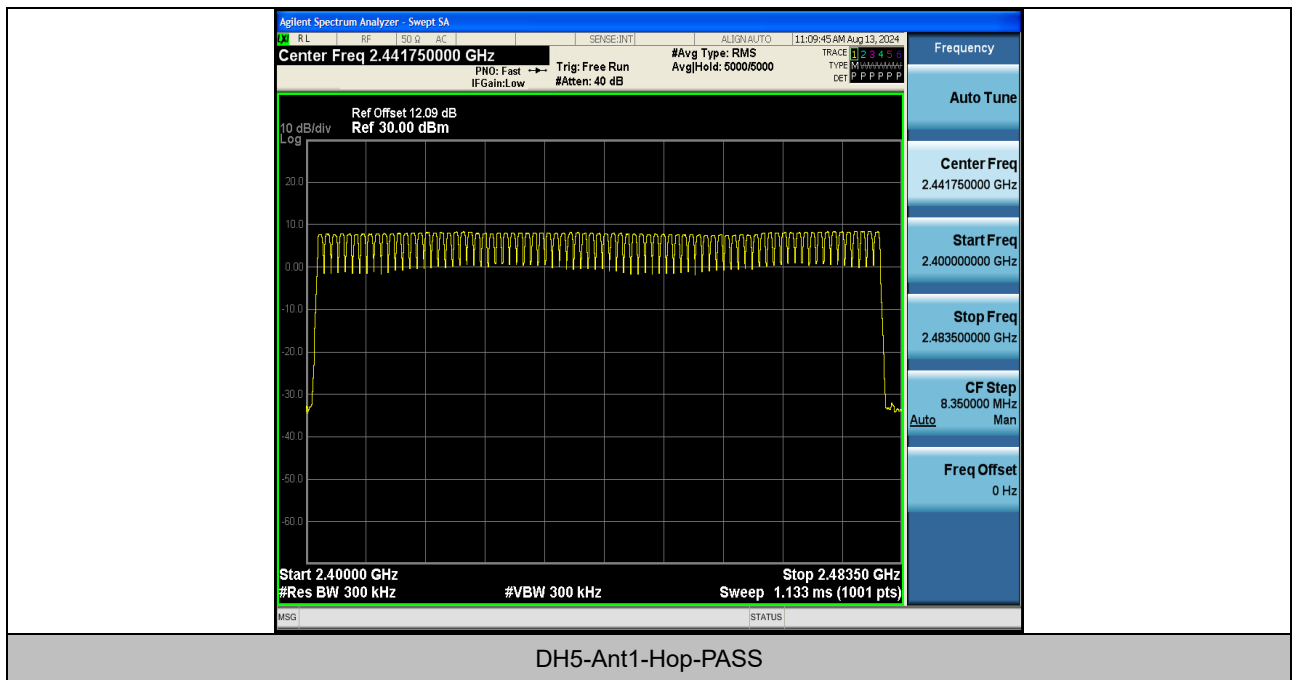 Agilent Spectrum Analyzer - Swept SA
LXI RL RF 50 Ω AC SENSE:INT ALIGN AUTO 11:09:45 AM Aug 13, 2024
Center Freq 2.441750000 GHz
PNO: Fast
IFGain:Low
Trig: Free Run
#Atten: 40 dB
#Avg Type: RMS
Avg|Hold: 5000/5000
TRACE 1 2 3 4 5 6
TYPE M W W W W W
DET P P P P P P
Ref Offset 12.09 dB
10 dB/div Ref 30.00 dBm
Log
20.0
10.0
0.00
-10.0
-20.0
-30.0
-40.0
-50.0
-60.0
Start 2.40000 GHz Stop 2.48350 GHz
#Res BW 300 kHz #VBW 300 kHz Sweep 1.133 ms (1001 pts)
MSG STATUS
Frequency
Auto Tune
Center Freq
2.441750000 GHz
Start Freq
2.400000000 GHz
Stop Freq
2.483500000 GHz
CF Step
8.350000 MHz
Auto Man
Freq Offset
0 Hz
DH5-Ant1-Hop-PASS